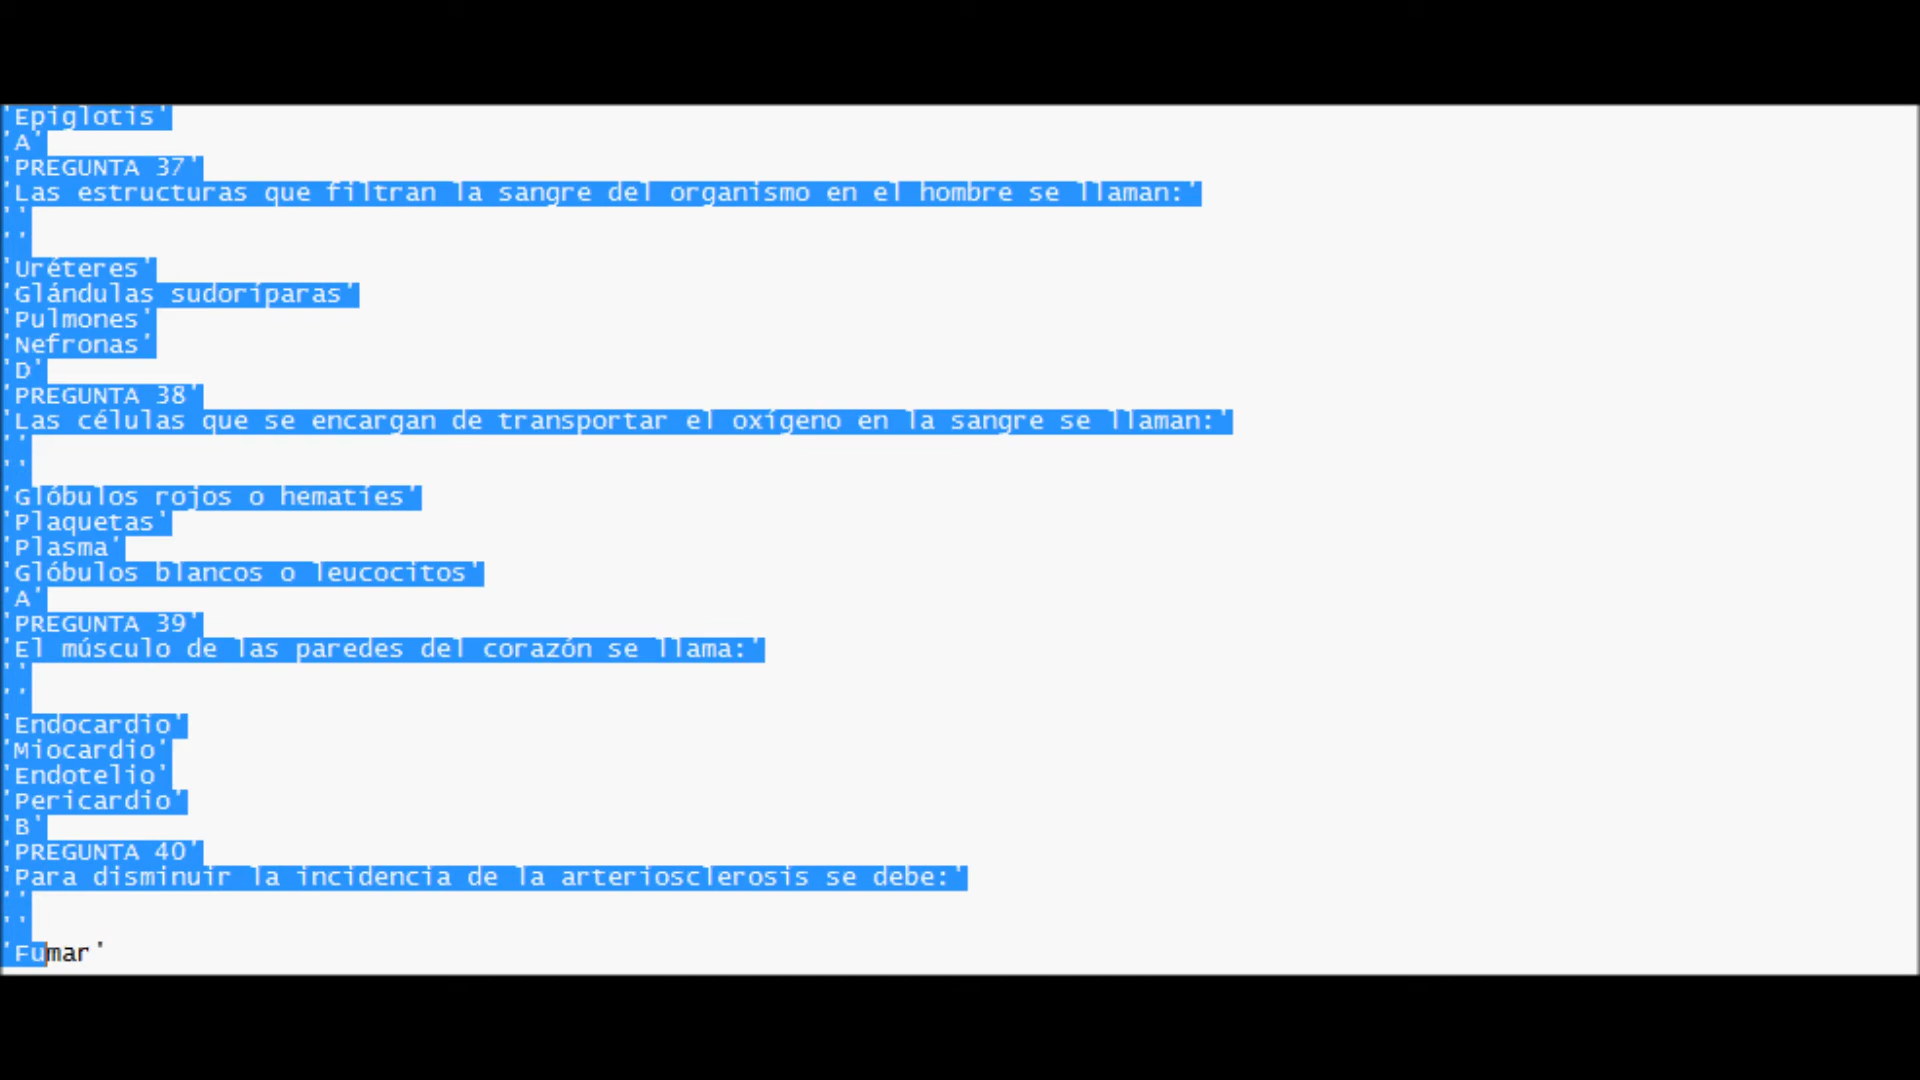 'Epiglotis'
'A'
'PREGUNTA 37'
'Las estructuras que filtran la sangre del organismo en el hombre se llaman:'
''
''
'Uréteres'
'Glándulas sudoríparas'
'Pulmones'
'Nefronas'
'D'
'PREGUNTA 38'
'Las células que se encargan de transportar el oxígeno en la sangre se llaman:'
''
''
'Glóbulos rojos o hematíes'
'Plaquetas'
'Plasma'
'Glóbulos blancos o leucocitos'
'A'
'PREGUNTA 39'
'El músculo de las paredes del corazón se llama:'
''
''
'Endocardio'
'Miocardio'
'Endotelio'
'Pericardio'
'B'
'PREGUNTA 40'
'Para disminuir la incidencia de la arteriosclerosis se debe:'
''
''
'Fumar'